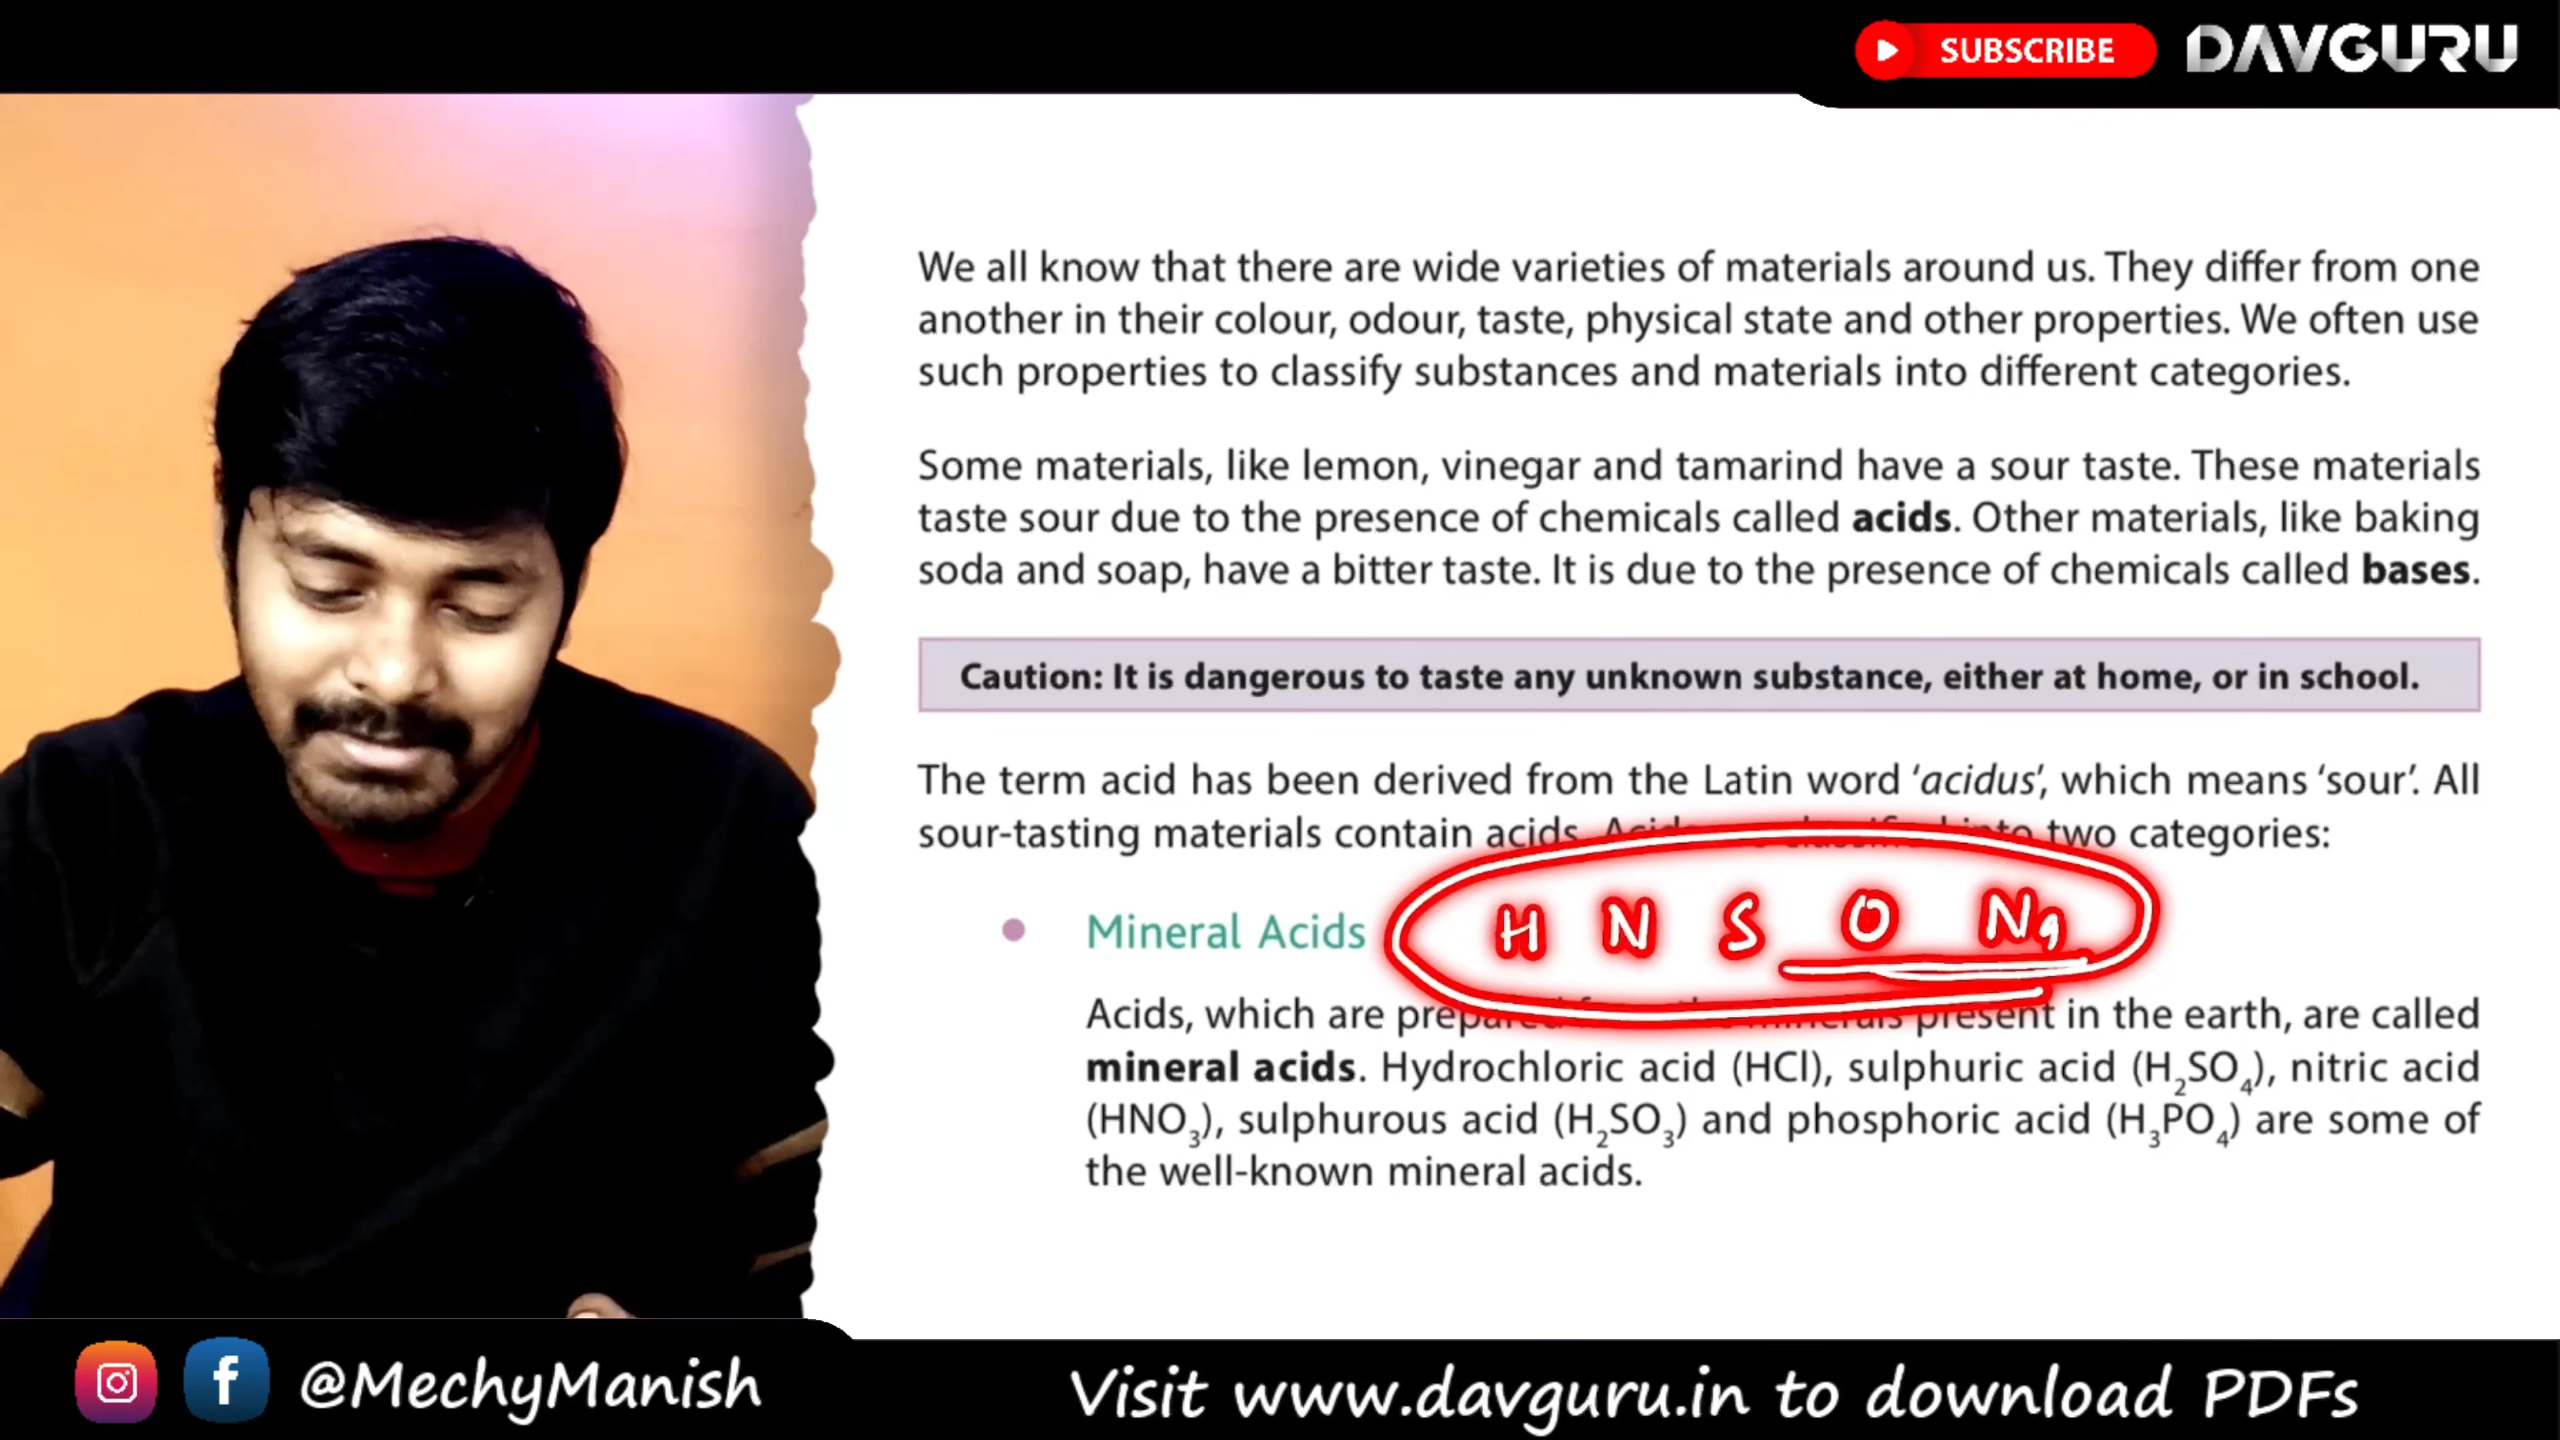 SUBSCRIBE DAVGURU
We all know that there are wide varieties of materials around us. They differ from one
another in their colour, odour, taste, physical state and other properties. We often use
such properties to classify substances and materials into different categories.
Some materials, like lemon, vinegar and tamarind have a sour taste. These materials
taste sour due to the presence of chemicals called acids. Other materials, like baking
soda and soap, have a bitter taste. It is due to the presence of chemicals called bases.
Caution: It is dangerous to taste any unknown substance, either at home, or in school.
The term acid has been derived from the Latin word ‘acidus’, which means ‘sour’. All
sour-tasting materials contain acids. classified into two categories:
• Mineral Acids H N S O Na
Acids, which are prepared minerals present in the earth, are called
mineral acids. Hydrochloric acid (HCl), sulphuric acid (H₂SO₄), nitric acid
(HNO₃), sulphurous acid (H₂SO₃) and phosphoric acid (H₃PO₄) are some of
the well-known mineral acids.
@MechyManish Visit www.davguru.in to download PDFs